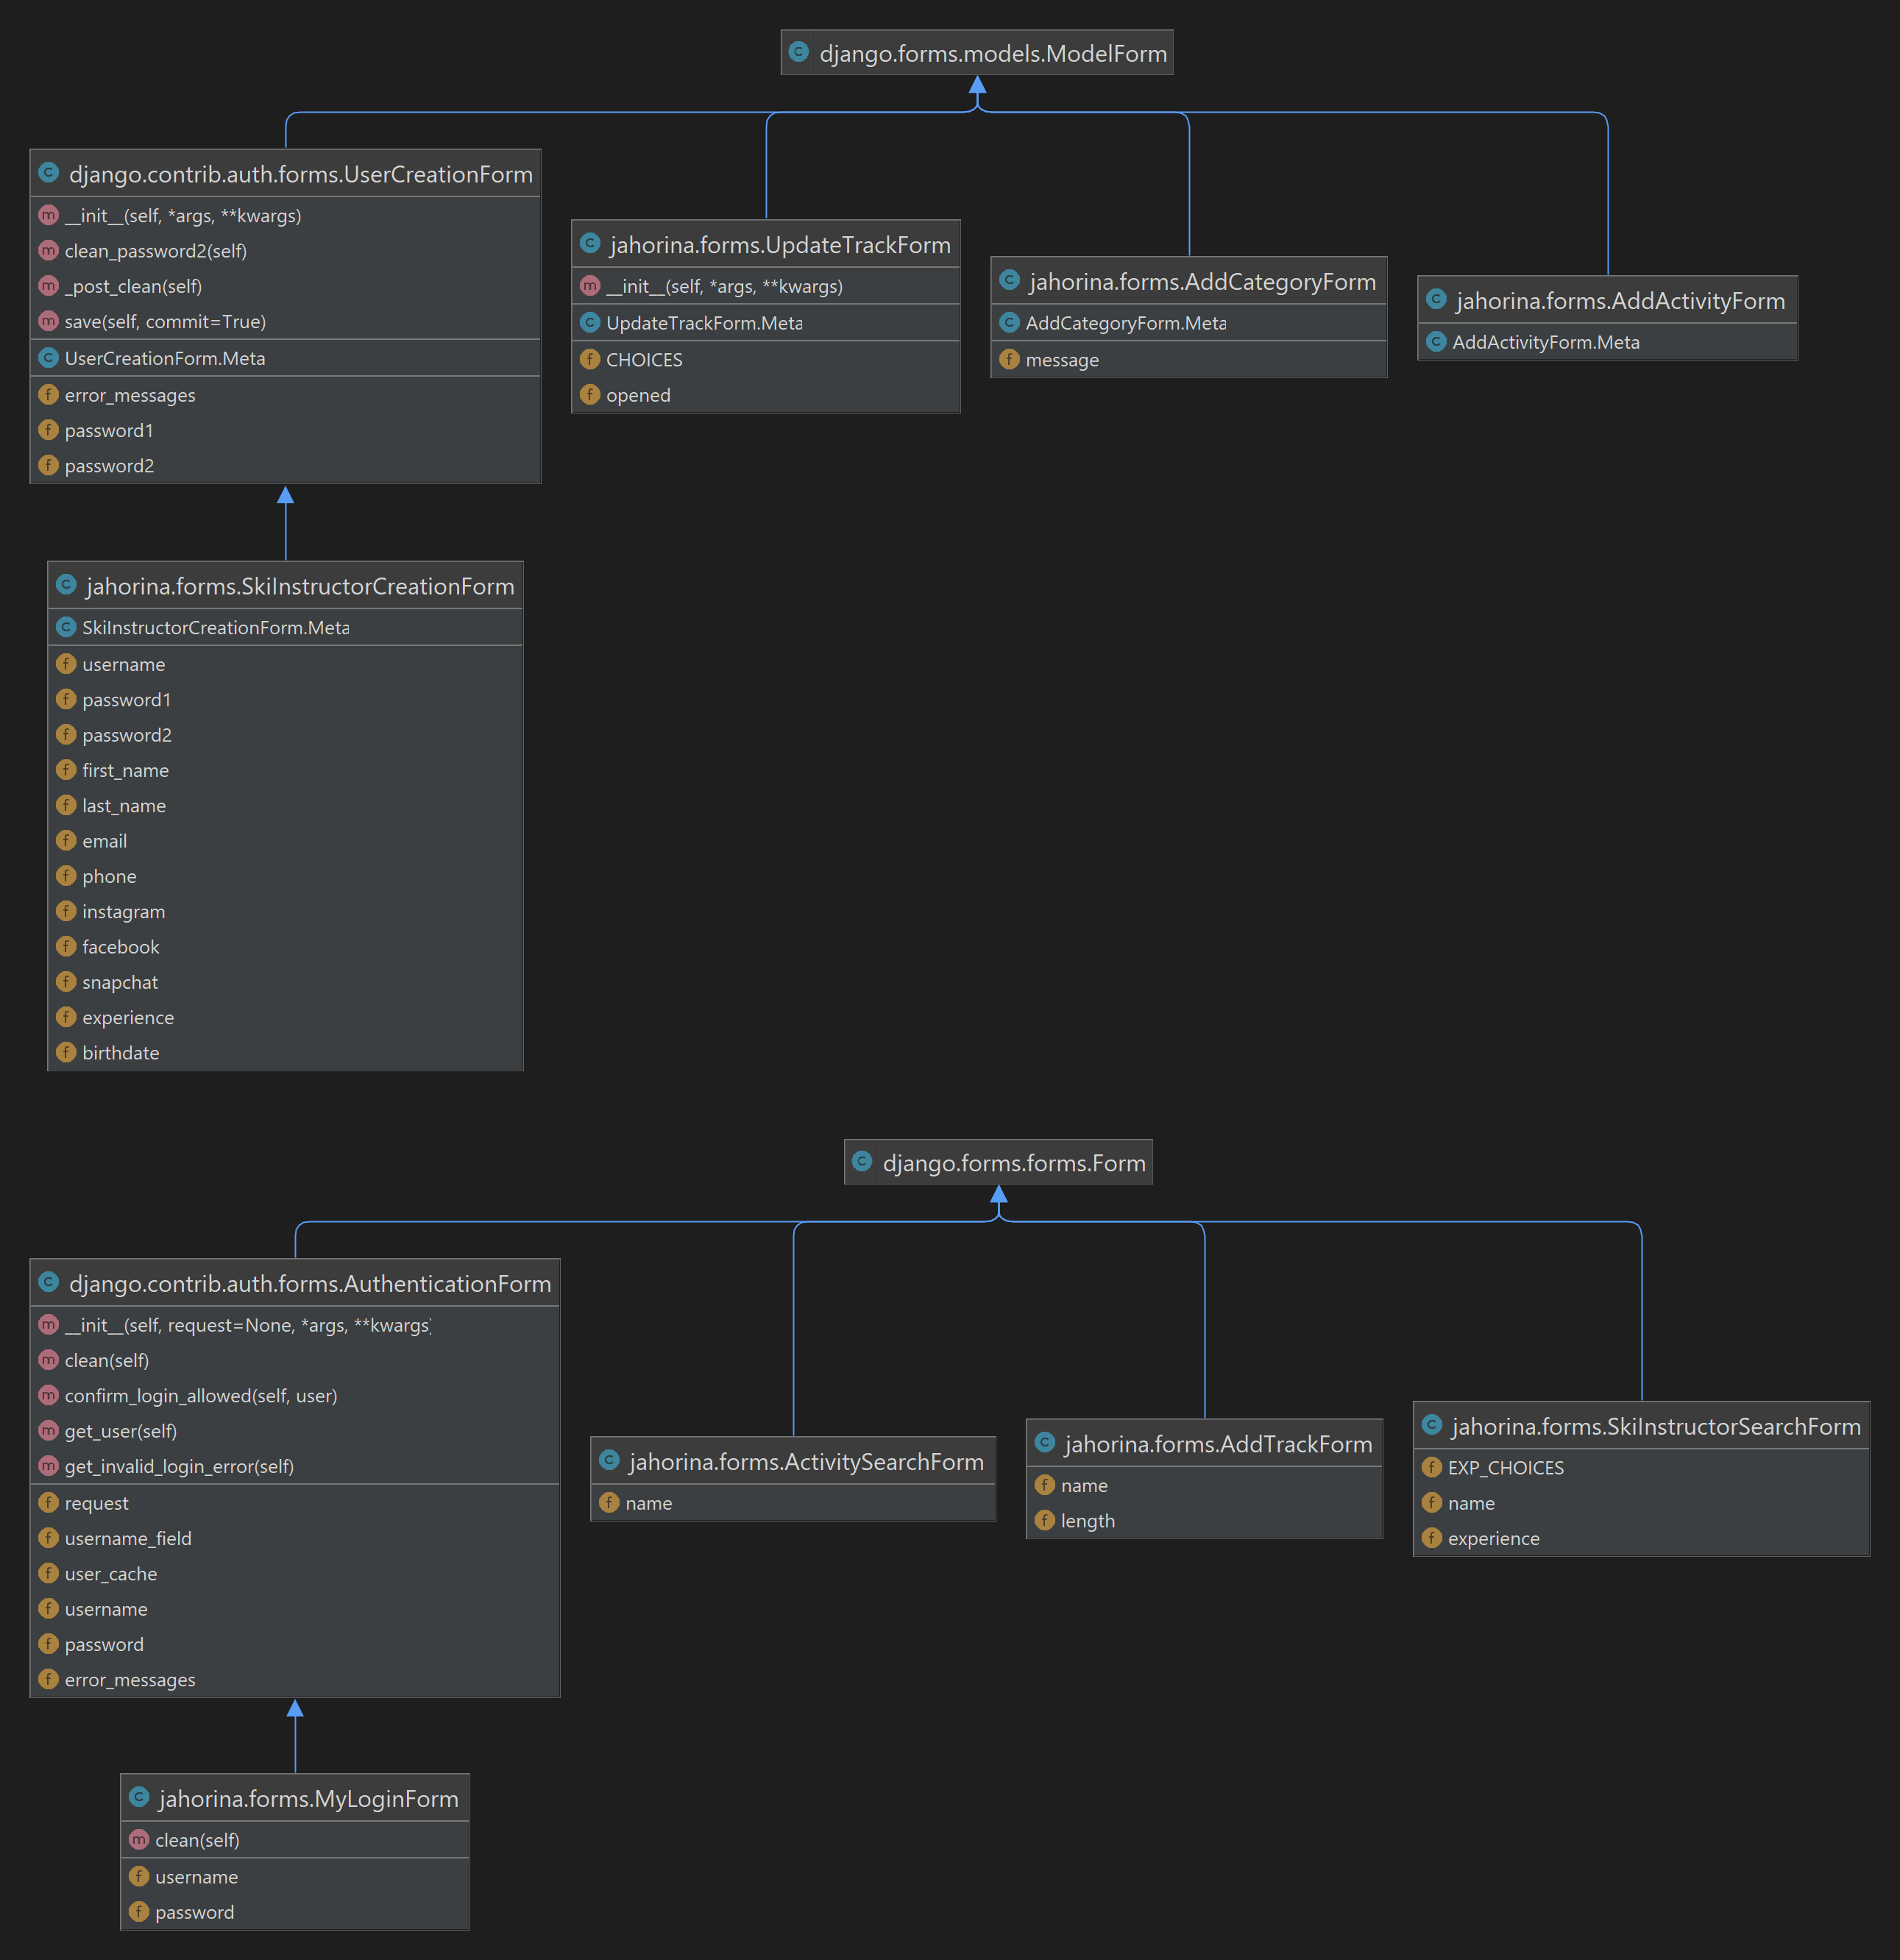 django.forms.models.ModelForm
django.contrib.auth.forms.UserCreationForm
__init__(self, *args, **kwargs)
clean_password2(self)
_post_clean(self)
save(self, commit=True)
UserCreationForm.Meta
error_messages
password1
password2
jahorina.forms.UpdateTrackForm
__init__(self, *args, **kwargs)
UpdateTrackForm.Meta
CHOICES
opened
jahorina.forms.AddCategoryForm
AddCategoryForm.Meta
message
jahorina.forms.AddActivityForm
AddActivityForm.Meta
jahorina.forms.SkiInstructorCreationForm
SkiInstructorCreationForm.Meta
username
password1
password2
first_name
last_name
email
phone
instagram
facebook
snapchat
experience
birthdate
django.forms.forms.Form
django.contrib.auth.forms.AuthenticationForm
__init__(self, request=None, *args, **kwargs)
clean(self)
confirm_login_allowed(self, user)
get_user(self)
get_invalid_login_error(self)
request
username_field
user_cache
username
password
error_messages
jahorina.forms.ActivitySearchForm
name
jahorina.forms.AddTrackForm
name
length
jahorina.forms.SkiInstructorSearchForm
EXP_CHOICES
name
experience
jahorina.forms.MyLoginForm
clean(self)
username
password